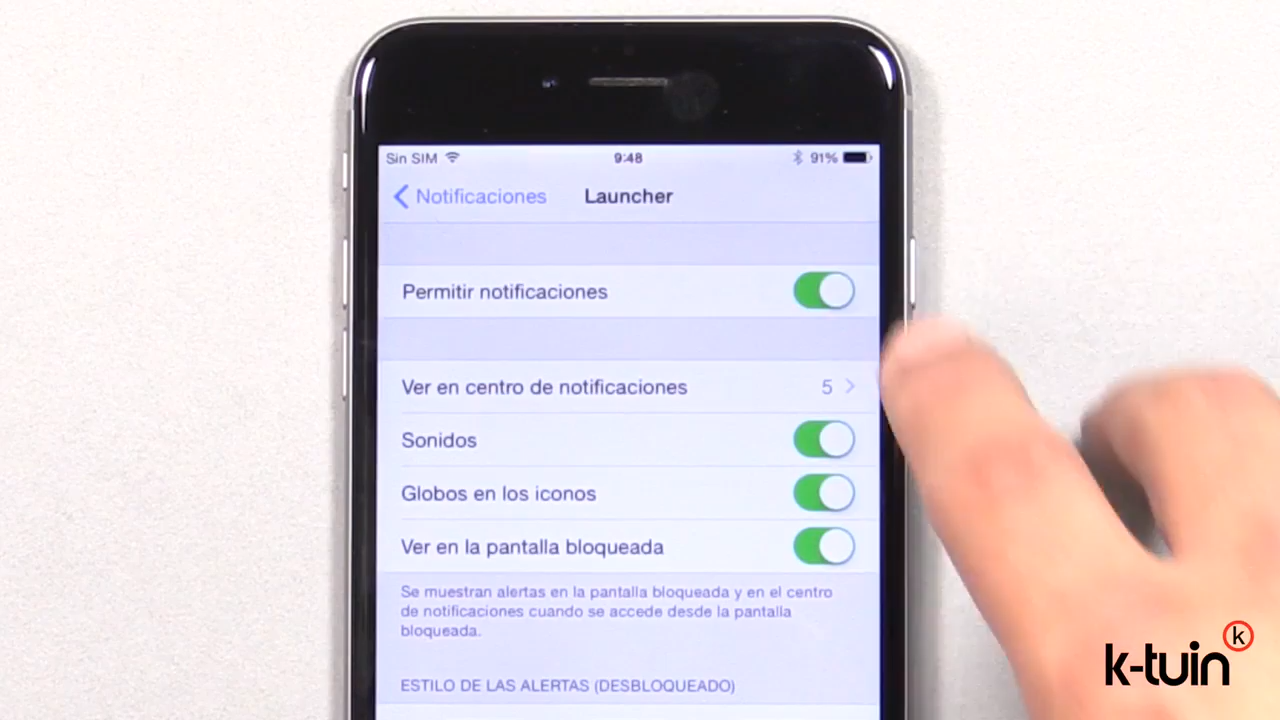 Sin SIM 9:48 91%
Notificaciones Launcher
Permitir notificaciones
Ver en centro de notificaciones 5
Sonidos
Globos en los iconos
Ver en la pantalla bloqueada
Se muestran alertas en la pantalla bloqueada y en el centro
de notificaciones cuando se accede desde la pantalla
bloqueada.
ESTILO DE LAS ALERTAS (DESBLOQUEADO)
k-tuin k